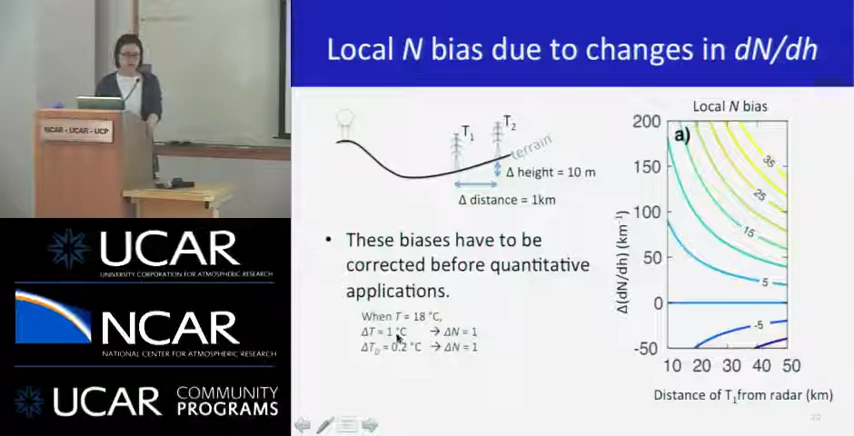 NCAR • UCAR • UCP
UCAR
UNIVERSITY CORPORATION FOR ATMOSPHERIC RESEARCH
NCAR
NATIONAL CENTER FOR ATMOSPHERIC RESEARCH
UCAR COMMUNITY
PROGRAMS
Local N bias due to changes in dN/dh
T1
T2
terrain
Δ height = 10 m
Δ distance = 1km
• These biases have to be
corrected before quantitative
applications.
When T = 18 °C,
ΔT = 1 °C → ΔN = 1
ΔTD = 0.2 °C → ΔN = 1
Local N bias
a)
Δ(dN/dh) (km⁻¹)
200
150
100
50
0
-50
35
25
15
5
-5
10 20 30 40 50
Distance of T1from radar (km)